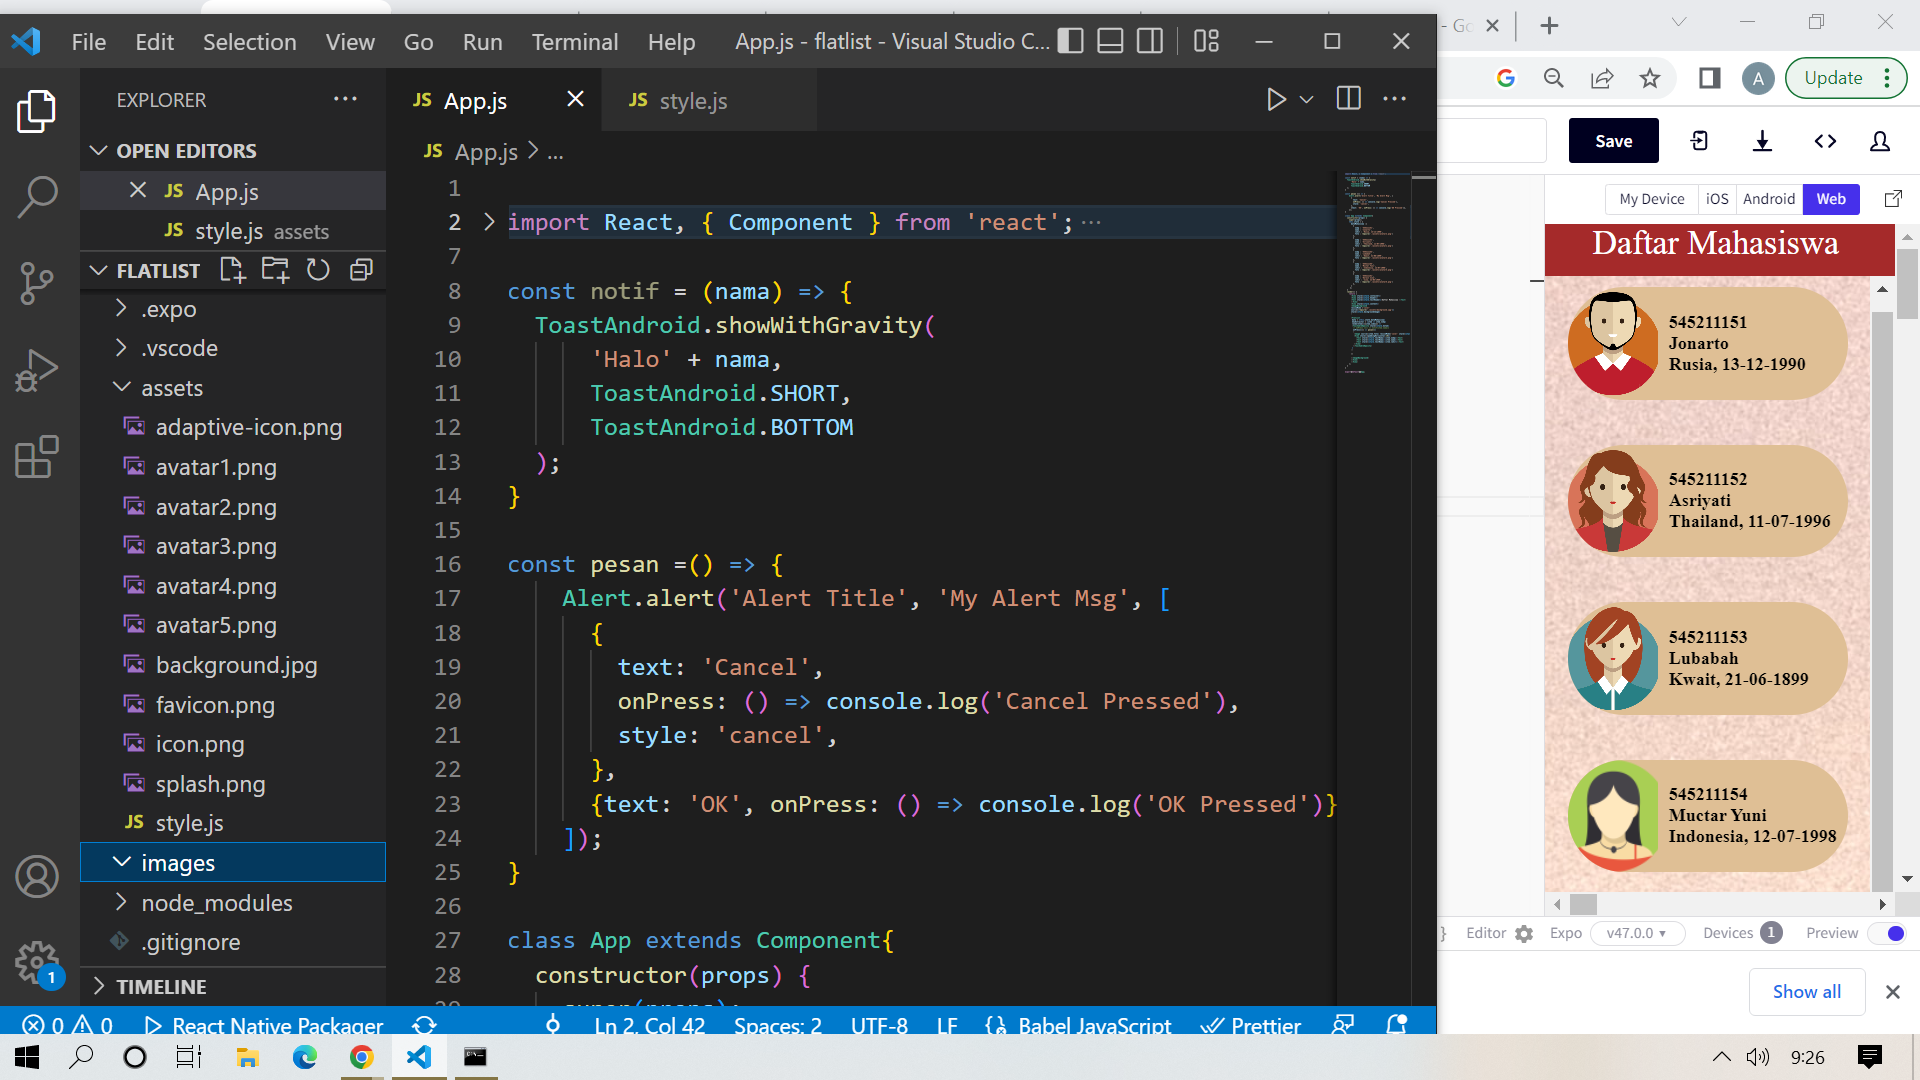 File Edit Selection View Go Run Terminal Help App.js - flatlist - Visual Studio C...
EXPLORER
OPEN EDITORS
JS App.js
JS style.js assets
FLATLIST
.expo
.vscode
assets
adaptive-icon.png
avatar1.png
avatar2.png
avatar3.png
avatar4.png
avatar5.png
background.jpg
favicon.png
icon.png
splash.png
JS style.js
images
node_modules
.gitignore
TIMELINE
1
JS App.js
JS style.js
JS App.js > ...
1
2 import React, { Component } from 'react';
7
8 const notif = (nama) => {
9 ToastAndroid.showWithGravity(
10 'Halo' + nama,
11 ToastAndroid.SHORT,
12 ToastAndroid.BOTTOM
13 );
14 }
15
16 const pesan =() => {
17 Alert.alert('Alert Title', 'My Alert Msg', [
18 {
19 text: 'Cancel',
20 onPress: () => console.log('Cancel Pressed'),
21 style: 'cancel',
22 },
23 {text: 'OK', onPress: () => console.log('OK Pressed')}
24 ]);
25 }
26
27 class App extends Component{
28 constructor(props) {
29 super(props);
0 0 React Native Packager Ln 2, Col 42 Spaces: 2 UTF-8 LF Babel JavaScript Prettier
- Go
A
Update
Save
My Device iOS Android Web
Daftar Mahasiswa
545211151
Jonarto
Rusia, 13-12-1990
545211152
Asriyati
Thailand, 11-07-1996
545211153
Lubabah
Kwait, 21-06-1899
545211154
Muctar Yuni
Indonesia, 12-07-1998
} Editor Expo v47.0.0 Devices 1 Preview
Show all
9:26